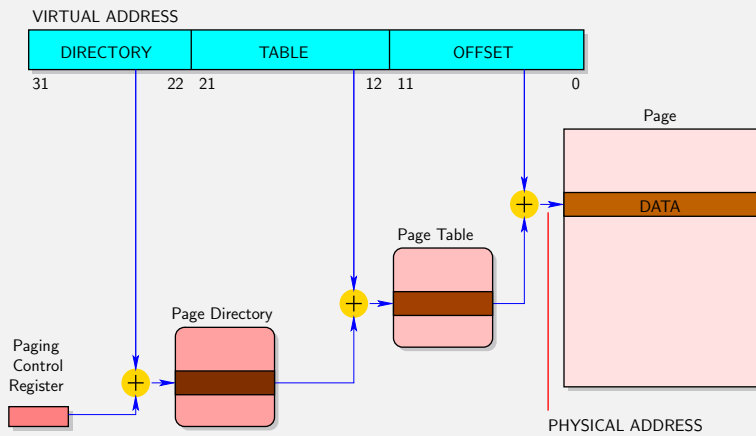 VIRTUAL ADDRESS
DIRECTORY TABLE OFFSET
31 22 21 12 11 0
Page
+
DATA
Page Table
+
Page Directory
Paging
Control
Register
+
PHYSICAL ADDRESS